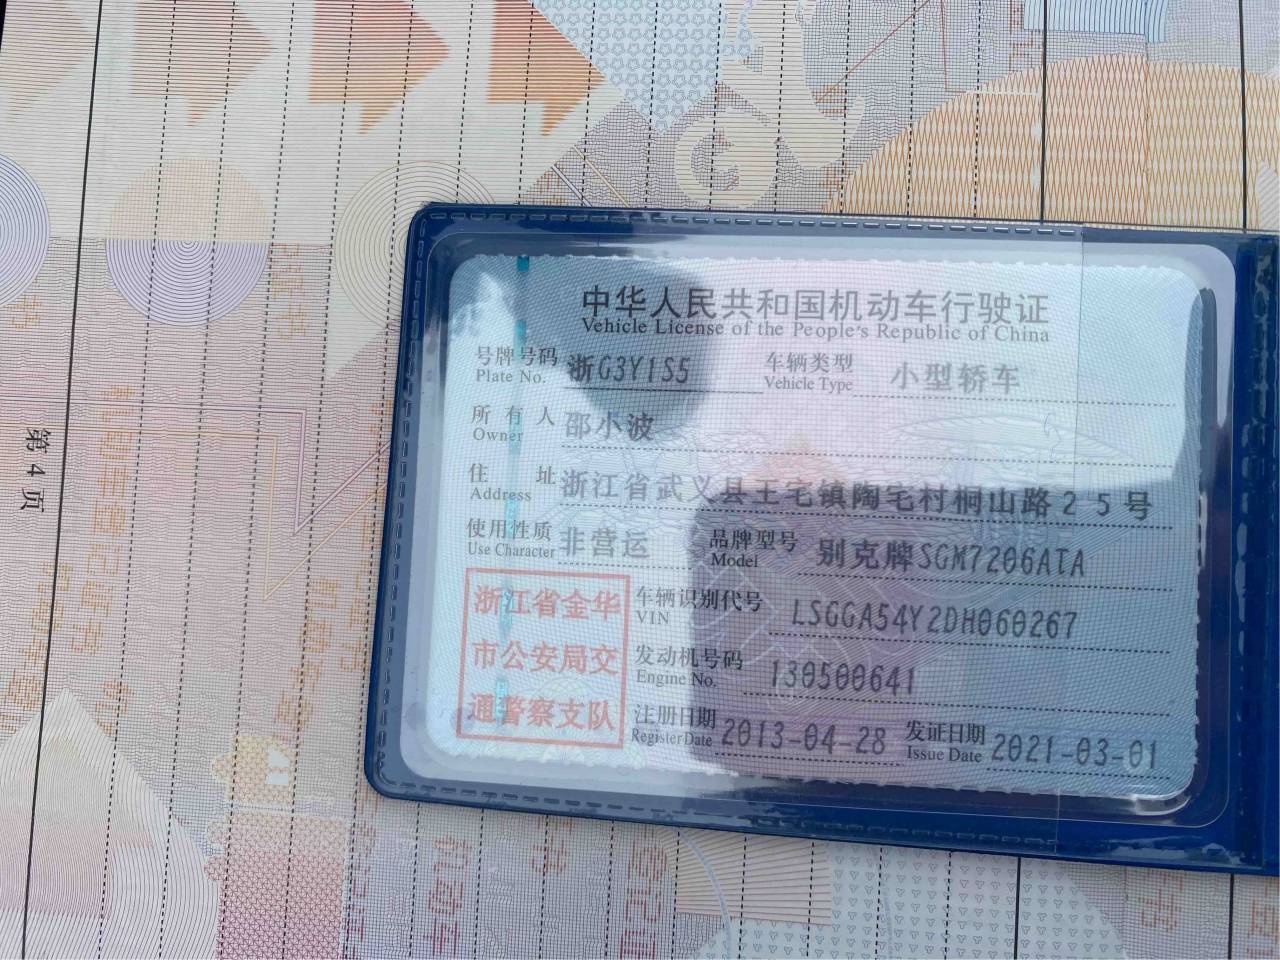 中华人民共和国机动车行驶证
Vehicle License of the People's Republic of China
号牌号码 浙G3Y1S5 车辆类型 小型轿车
Plate No. Vehicle Type
所有人 邵小波
Owner
住址 浙江省武义县王宅镇陶宅村桐山路25号
Address
使用性质 非营运 品牌型号 别克牌SGM7206ATA
Use Character Model
浙江省金华
市公安局交
通警察支队
车辆识别代号 LSGGA54Y2DH060267
VIN
发动机号码 130500641
Engine No.
注册日期 2013-04-28 发证日期 2021-03-01
Register Date Issue Date
第4页